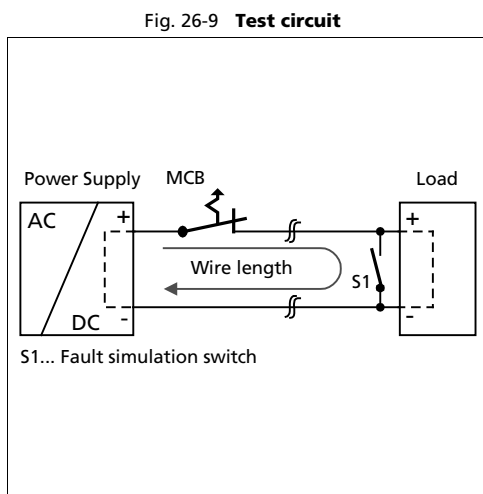 Fig. 26-9 Test circuit
Power Supply
MCB
Load
AC
+
+
Wire length
S1
DC
-
-
S1... Fault simulation switch